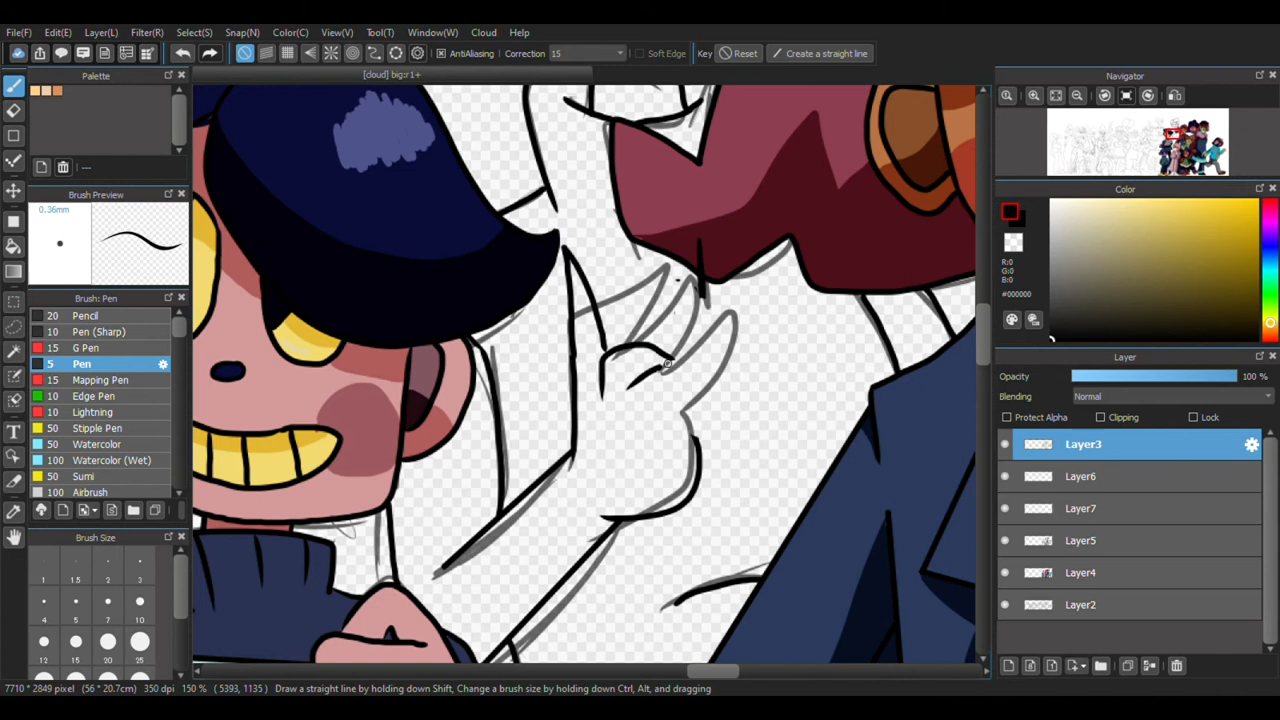 File(F) Edit(E) Layer(L) Filter(R) Select(S) Snap(N) Color(C) View(V) Tool(T) Window(W) Cloud Help
AntiAliasing Correction 15 Soft Edge Key Reset Create a straight line
Palette
[cloud] big:r1+
Navigator
---
Brush Preview
0.36mm
Color
R:0
G:0
B:0
#000000
Brush: Pen
20 Pencil
10 Pen (Sharp)
15 G Pen
5 Pen
15 Mapping Pen
10 Edge Pen
10 Lightning
50 Stipple Pen
50 Watercolor
100 Watercolor (Wet)
50 Sumi
100 Airbrush
Brush Size
1 1.5 2 3
4 5 7 10
12 15 20 25
Layer
Opacity 100 %
Blending Normal
Protect Alpha Clipping Lock
Layer3
Layer6
Layer7
Layer5
Layer4
Layer2
7710 * 2849 pixel (56 * 20.7cm) 350 dpi 150 % ( 5393, 1135 ) Draw a straight line by holding down Shift, Change a brush size by holding down Ctrl, Alt, and dragging